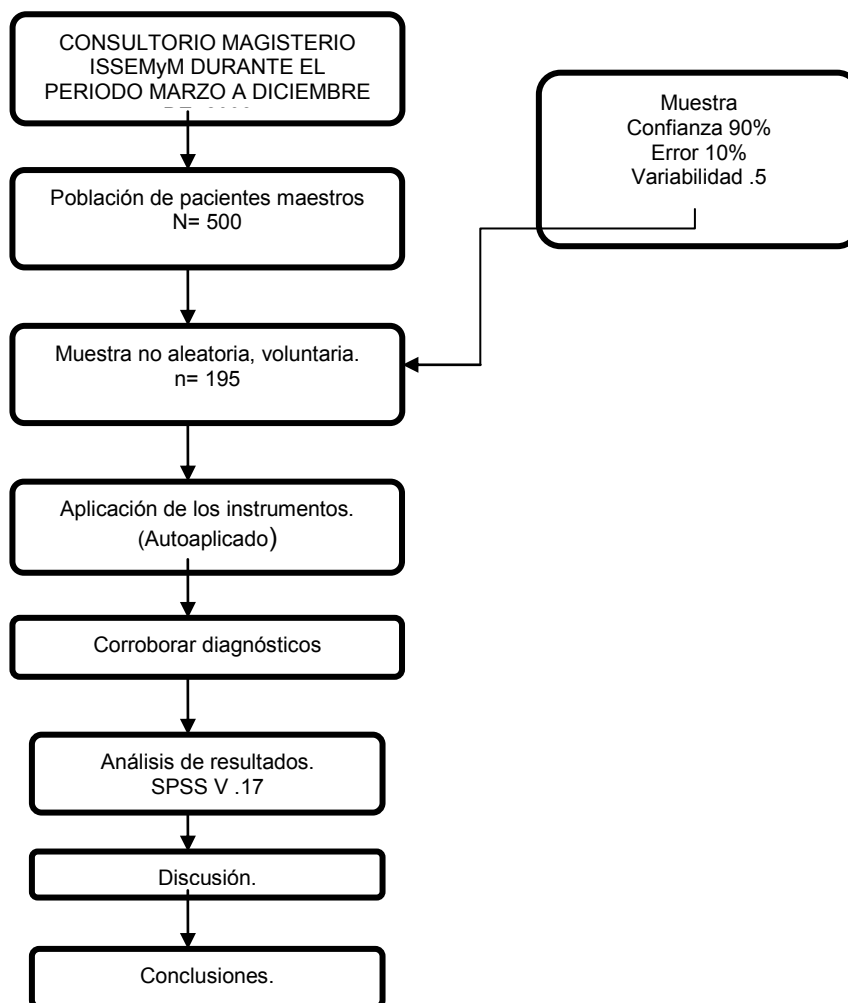 CONSULTORIO MAGISTERIO
ISSEMyM DURANTE EL
PERIODO MARZO A DICIEMBRE
Muestra
Confianza 90%
Error 10%
Variabilidad .5
Población de pacientes maestros
N= 500
Muestra no aleatoria, voluntaria.
n= 195
Aplicación de los instrumentos.
(Autoaplicado)
Corroborar diagnósticos
Análisis de resultados.
SPSS V .17
Discusión.
Conclusiones.